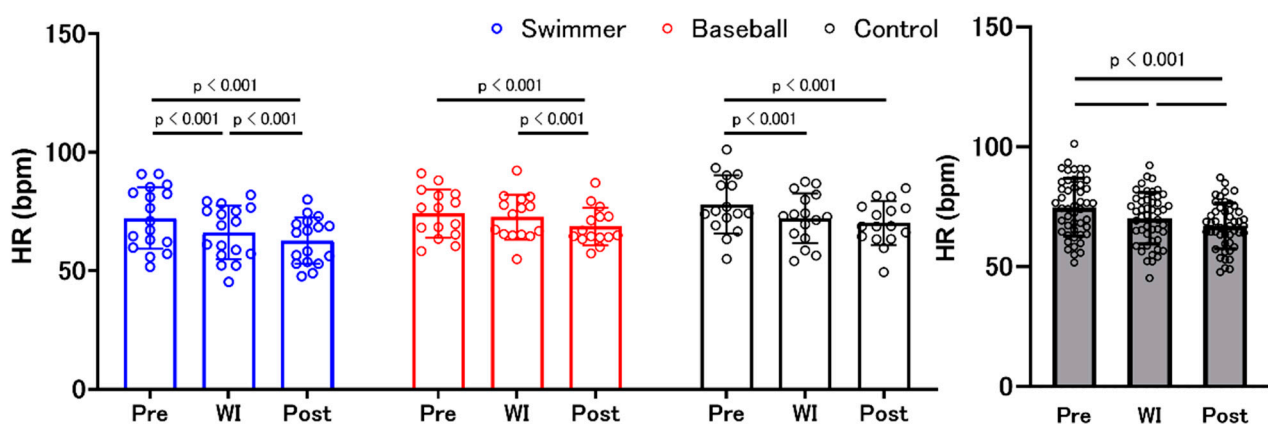 Swimmer Baseball Control
HR (bpm)
150
100
50
0
p < 0.001
p < 0.001 p < 0.001
p < 0.001
p < 0.001
p < 0.001
p < 0.001
Pre WI Post
Pre WI Post
Pre WI Post
HR (bpm)
150
100
50
0
p < 0.001
Pre WI Post